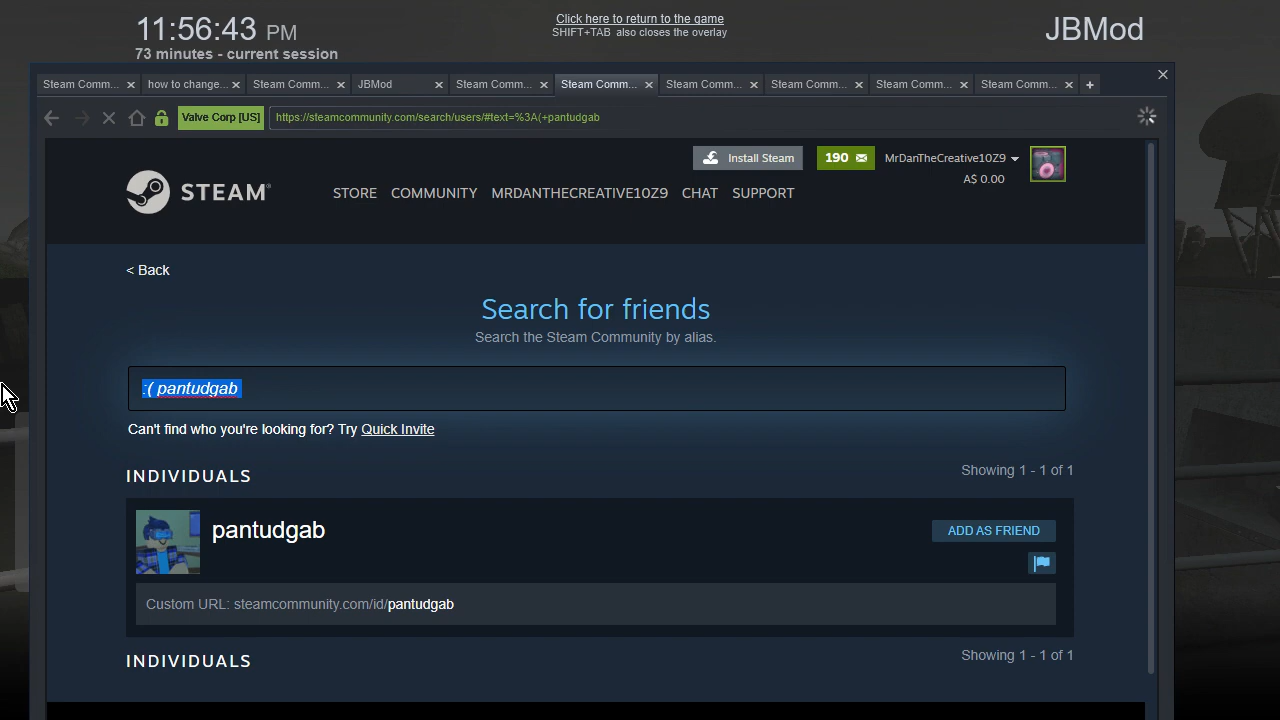 11:56:43 PM
73 minutes - current session
Click here to return to the game
SHIFT+TAB also closes the overlay
JBMod
Steam Comm... how to change... Steam Comm... JBMod Steam Comm... Steam Comm... Steam Comm... Steam Comm... Steam Comm... Steam Comm...
Valve Corp [US] https://steamcommunity.com/search/users/#text=%3A(+pantudgab
Install Steam 190 MrDanTheCreative10Z9
A$ 0.00
STEAM® STORE COMMUNITY MRDANTHECREATIVE10Z9 CHAT SUPPORT
< Back
Search for friends
Search the Steam Community by alias.
:( pantudgab
Can't find who you're looking for? Try Quick Invite
INDIVIDUALS Showing 1 - 1 of 1
pantudgab ADD AS FRIEND
Custom URL: steamcommunity.com/id/pantudgab
INDIVIDUALS Showing 1 - 1 of 1